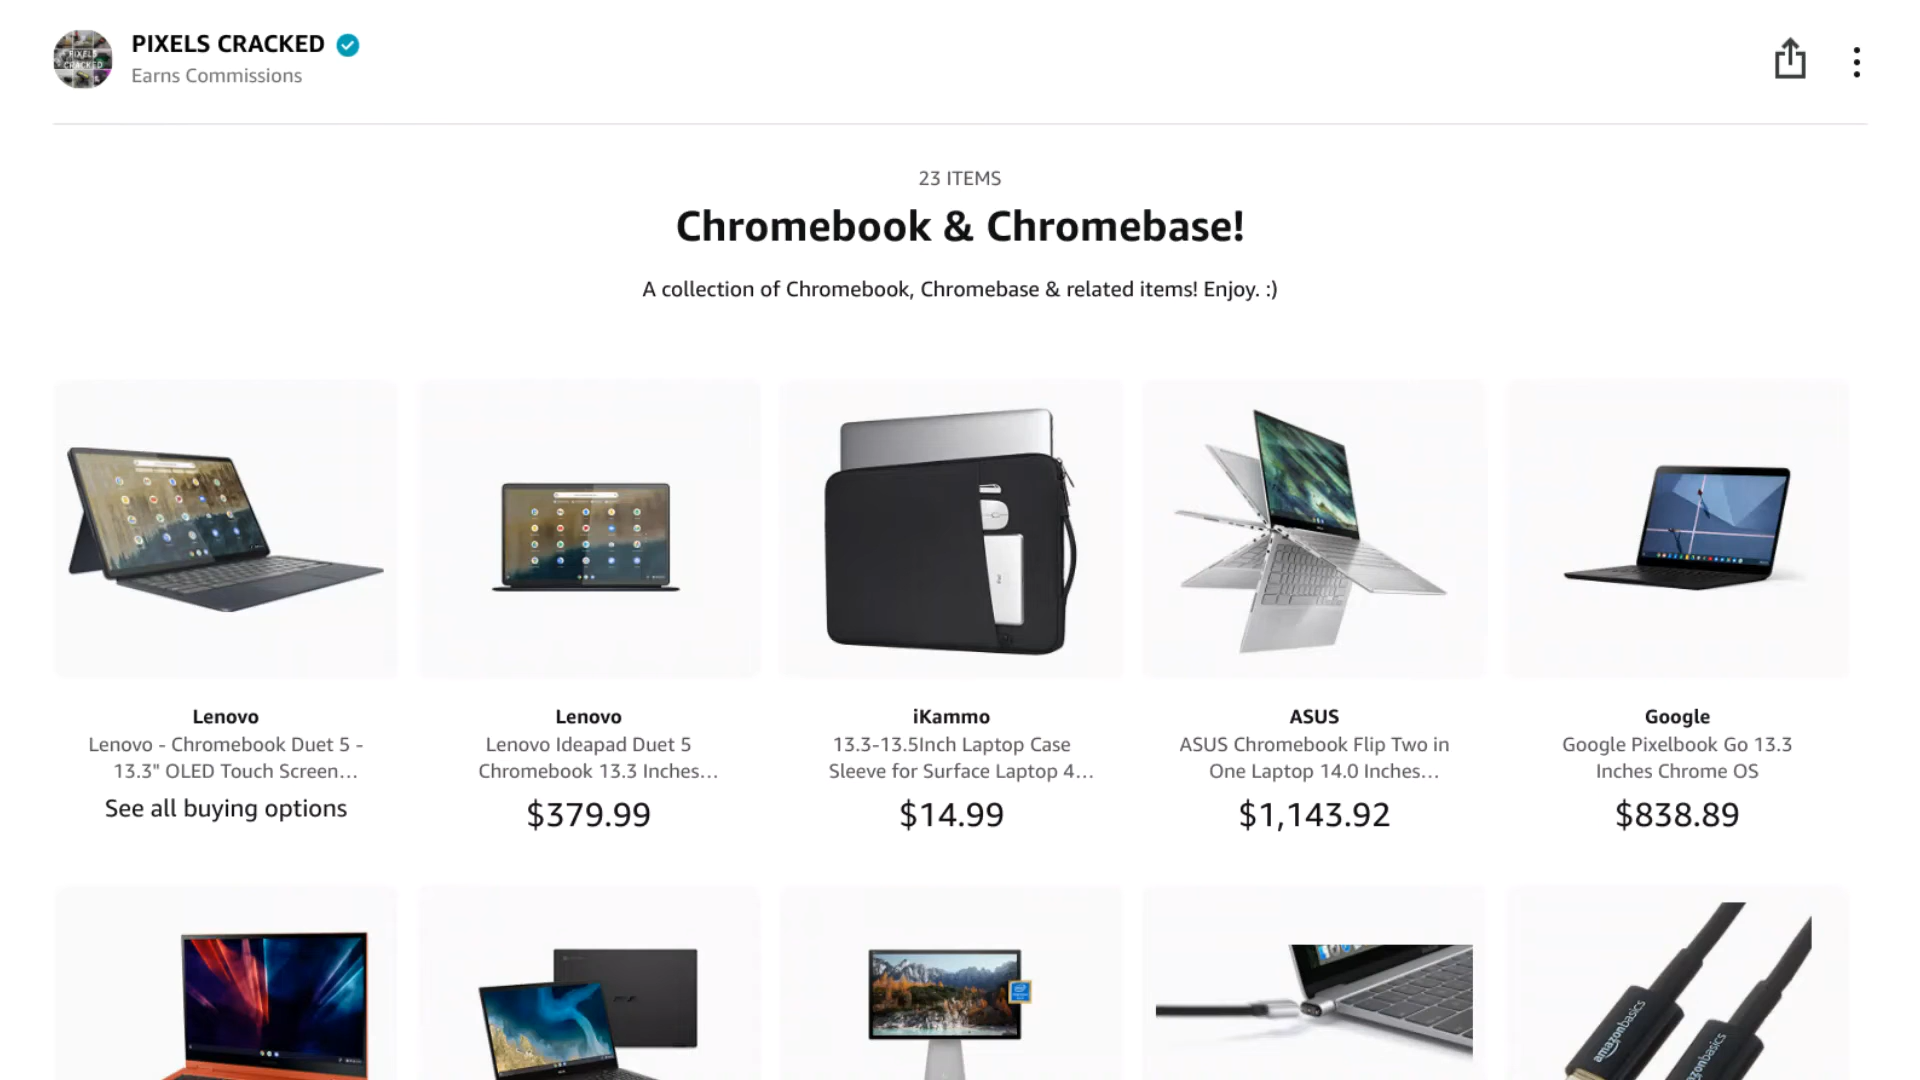 PIXELS CRACKED
Earns Commissions
23 ITEMS
Chromebook & Chromebase!
A collection of Chromebook, Chromebase & related items! Enjoy. :)
Lenovo
Lenovo - Chromebook Duet 5 -
13.3" OLED Touch Screen...
See all buying options
Lenovo
Lenovo Ideapad Duet 5
Chromebook 13.3 Inches...
$379.99
iKammo
13.3-13.5Inch Laptop Case
Sleeve for Surface Laptop 4...
$14.99
ASUS
ASUS Chromebook Flip Two in
One Laptop 14.0 Inches...
$1,143.92
Google
Google Pixelbook Go 13.3
Inches Chrome OS
$838.89
amazonbasics